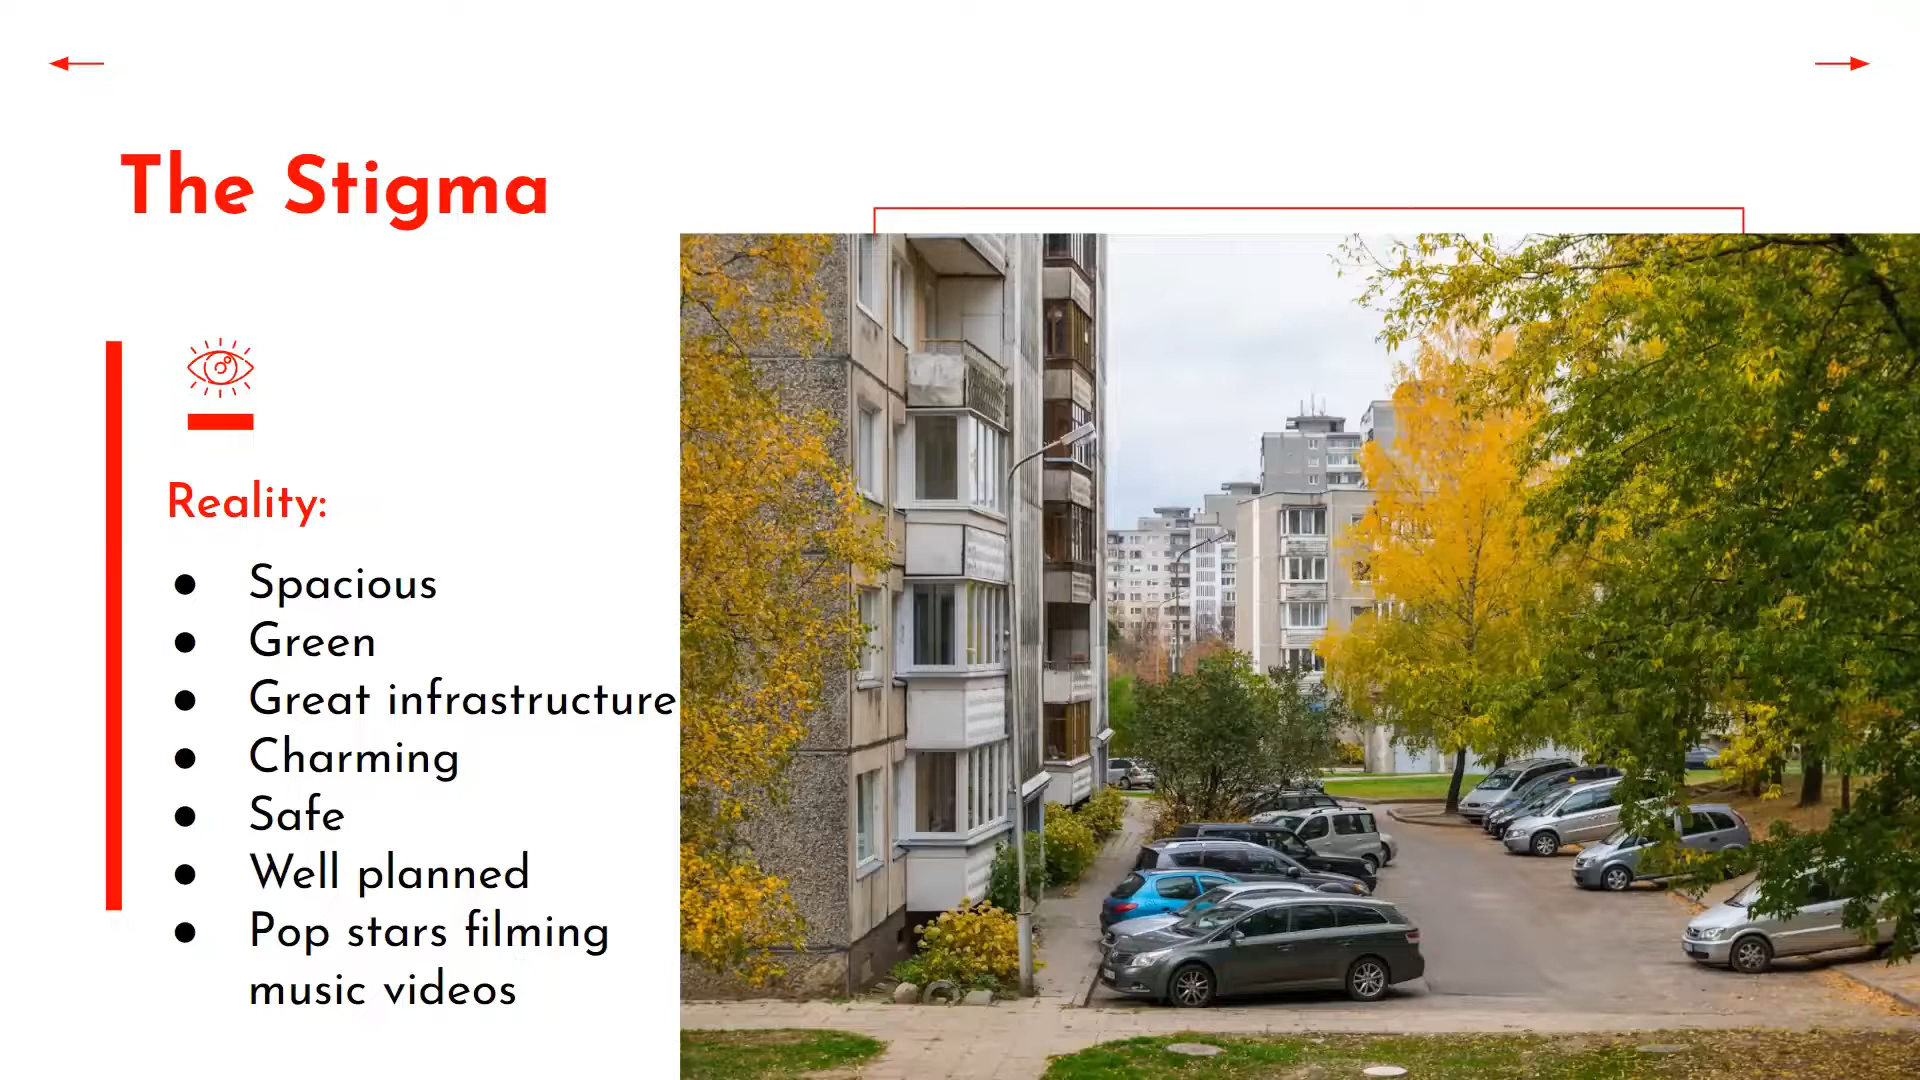 The Stigma
Reality:
● Spacious
● Green
● Great infrastructure
● Charming
● Safe
● Well planned
● Pop stars filming
music videos